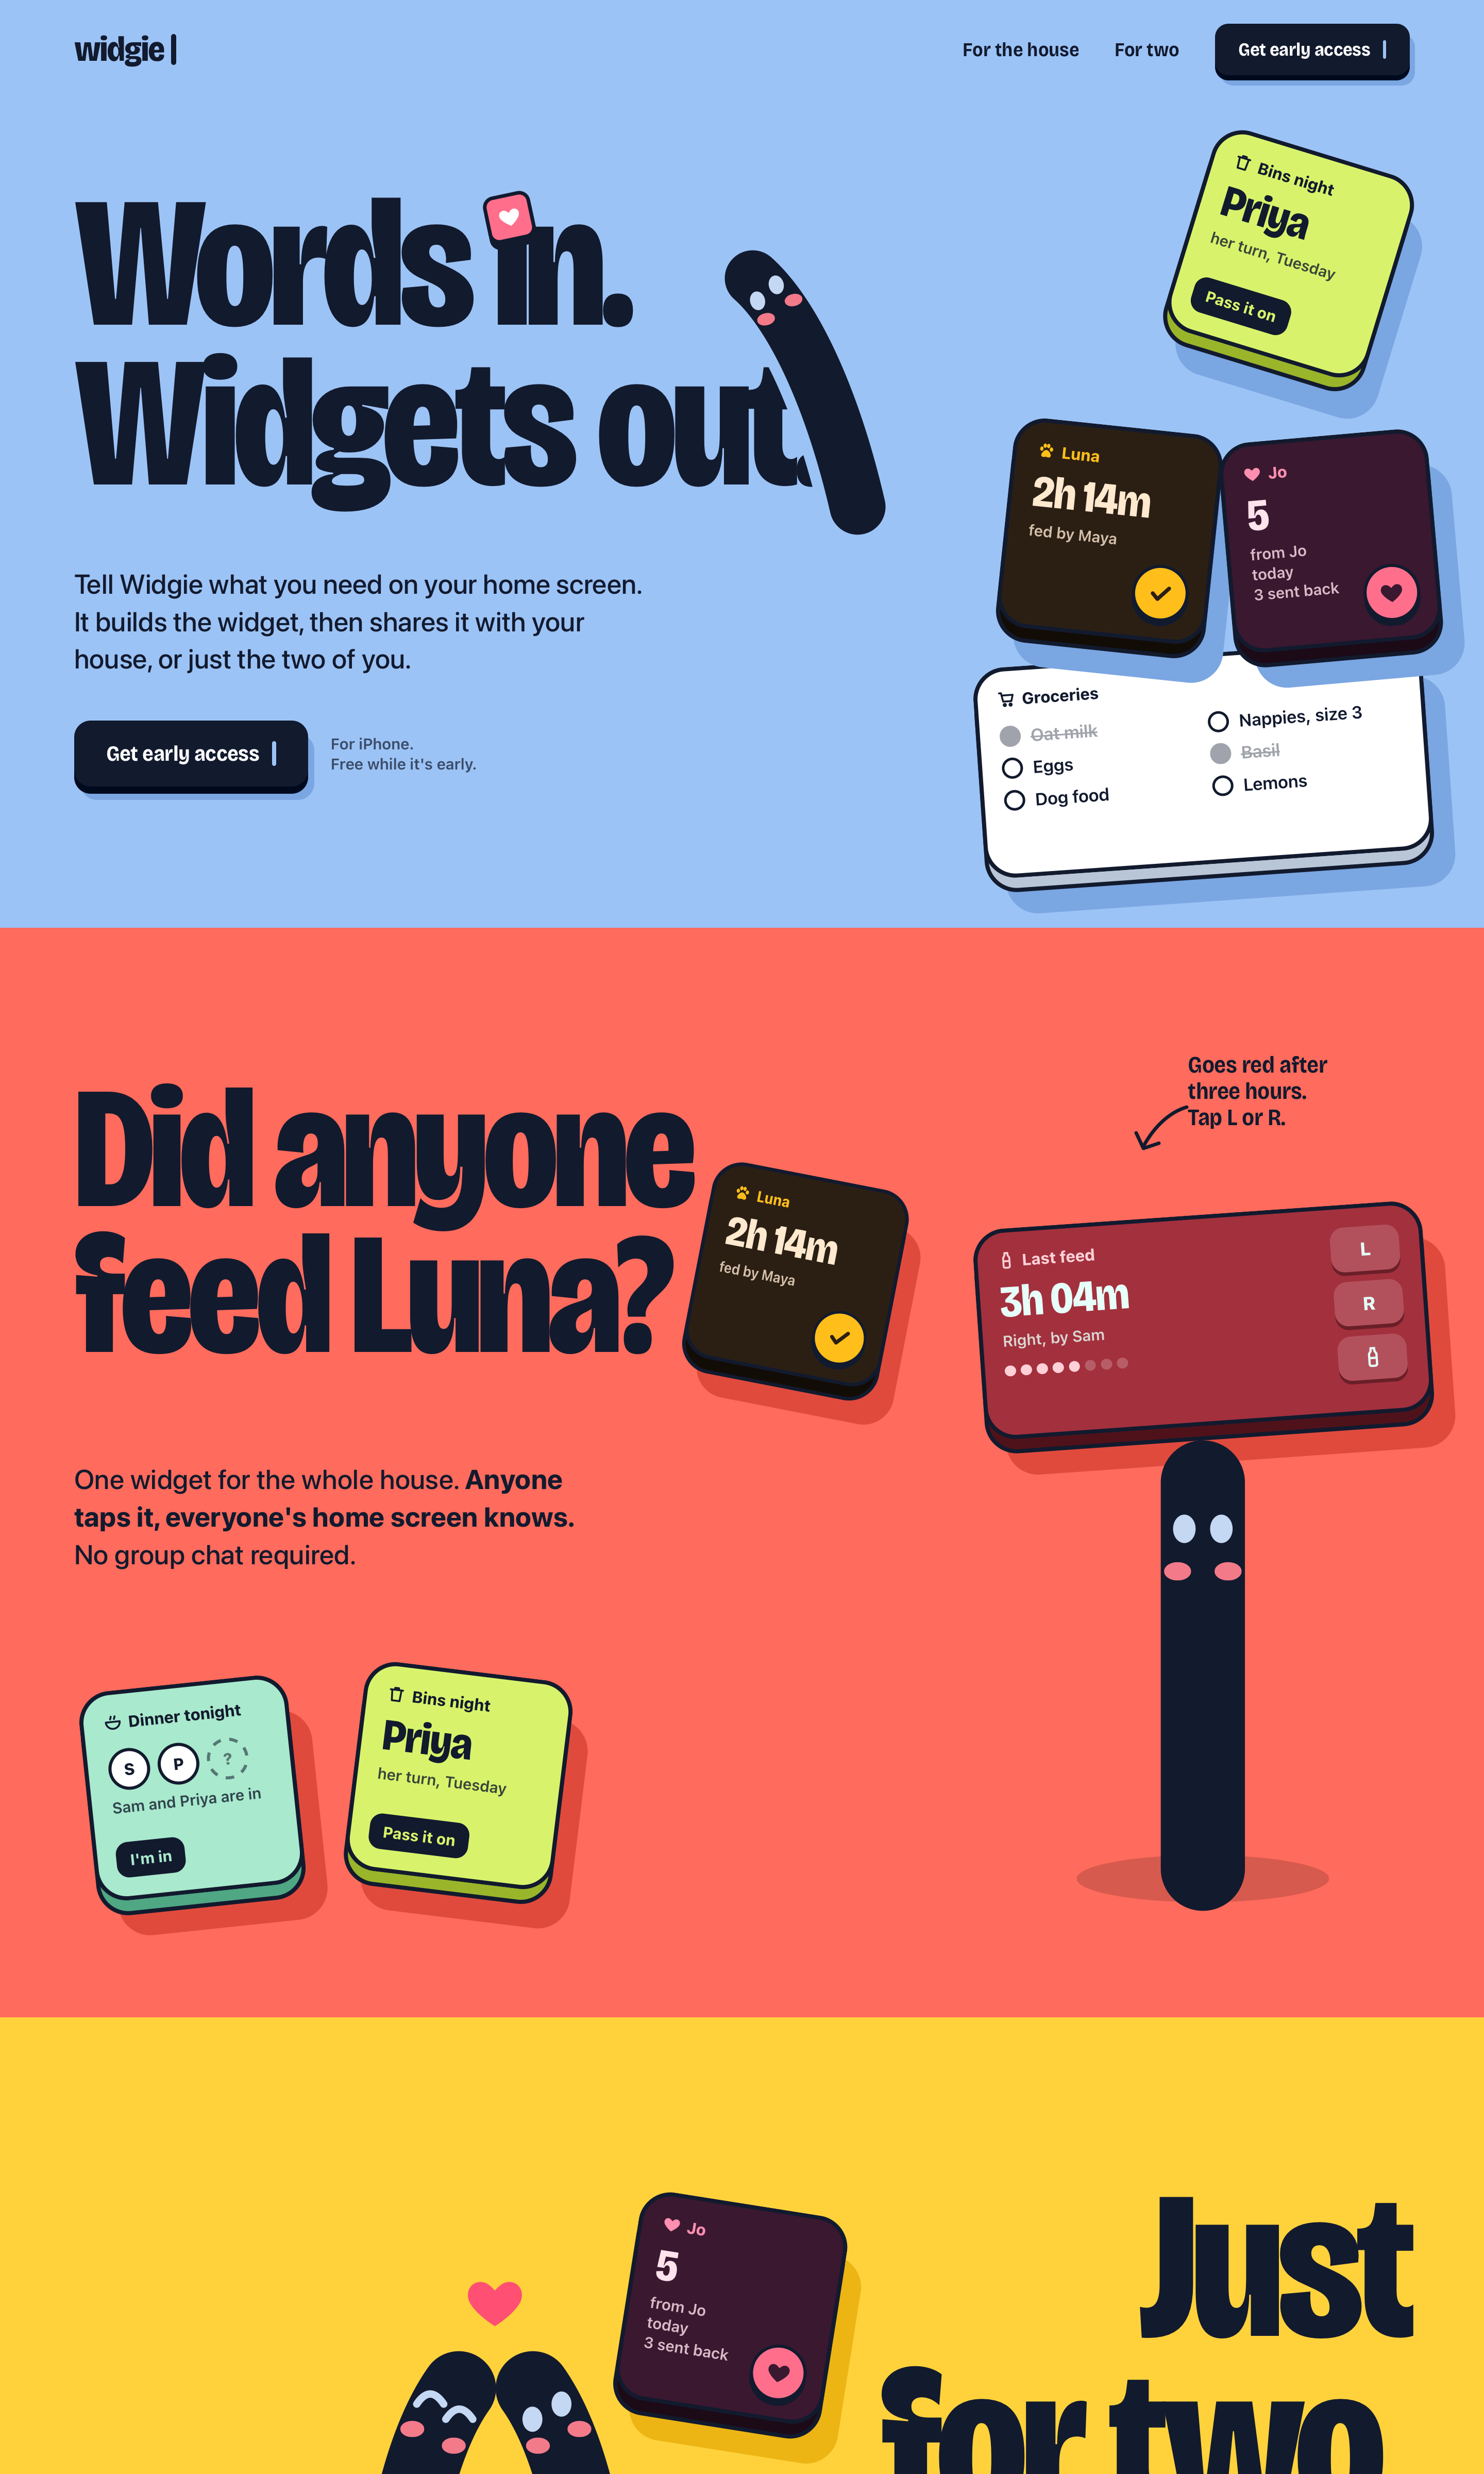 widgie
For the house
For two
Get early access
Bins night
Priya
her turn, Tuesday
Pass it on
Words in.
Widgets out.
Luna
2h 14m
fed by Maya
Jo
5
from Jo
today
3 sent back
Tell Widgie what you need on your home screen.
It builds the widget, then shares it with your
house, or just the two of you.
Groceries
Oat milk
Eggs
Dog food
Nappies, size 3
Basil
Lemons
Get early access
For iPhone.
Free while it's early.
Goes red after
three hours.
Tap L or R.
Did anyone
feed Luna?
Luna
2h 14m
fed by Maya
Last feed
3h 04m
Right, by Sam
L
R
One widget for the whole house. Anyone
taps it, everyone's home screen knows.
No group chat required.
Dinner tonight
S
P
?
Sam and Priya are in
I'm in
Bins night
Priya
her turn, Tuesday
Pass it on
Jo
5
from Jo
today
3 sent back
Just
for two